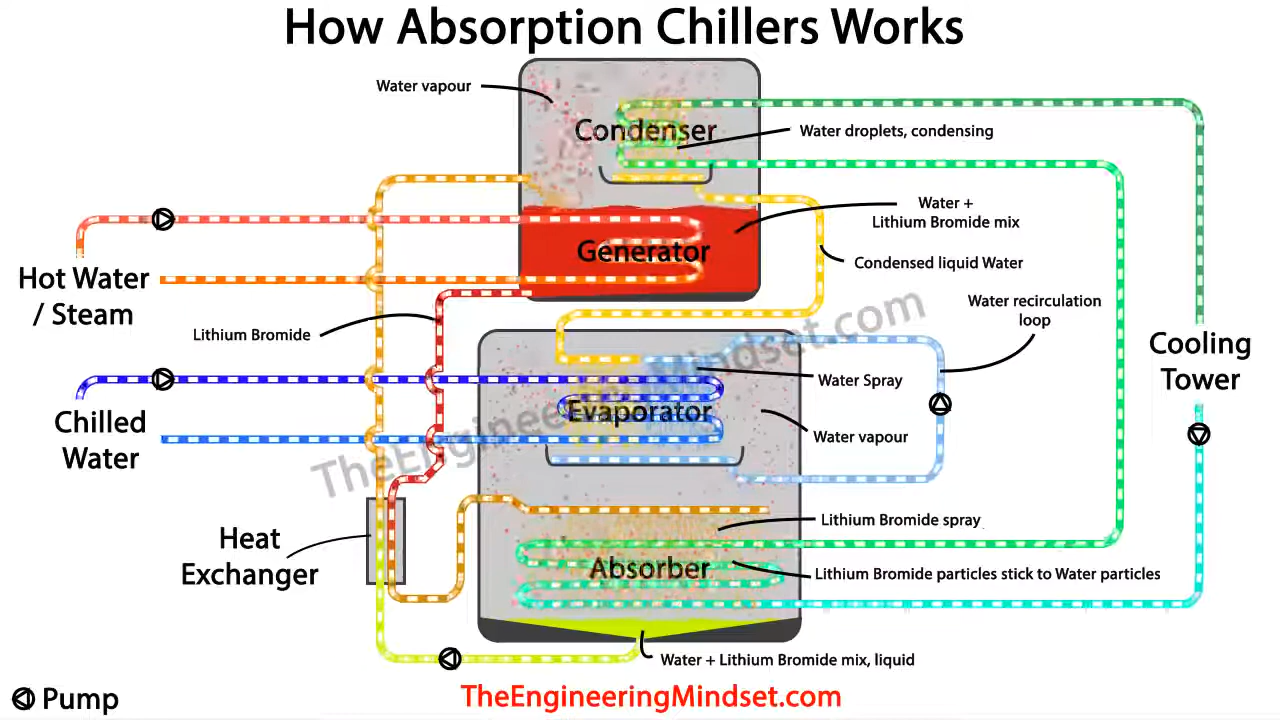 How Absorption Chillers Works
Water vapour
Condenser
Water droplets, condensing
Water +
Lithium Bromide mix
Generator
Condensed liquid Water
Hot Water
/ Steam
Lithium Bromide
Water recirculation
loop
Cooling
Tower
TheEngineeringMindset.com
Water Spray
Chilled
Water
Evaporator
Water vapour
Lithium Bromide spray
Heat
Exchanger
Absorber
Lithium Bromide particles stick to Water particles
Water + Lithium Bromide mix, liquid
Pump
TheEngineeringMindset.com